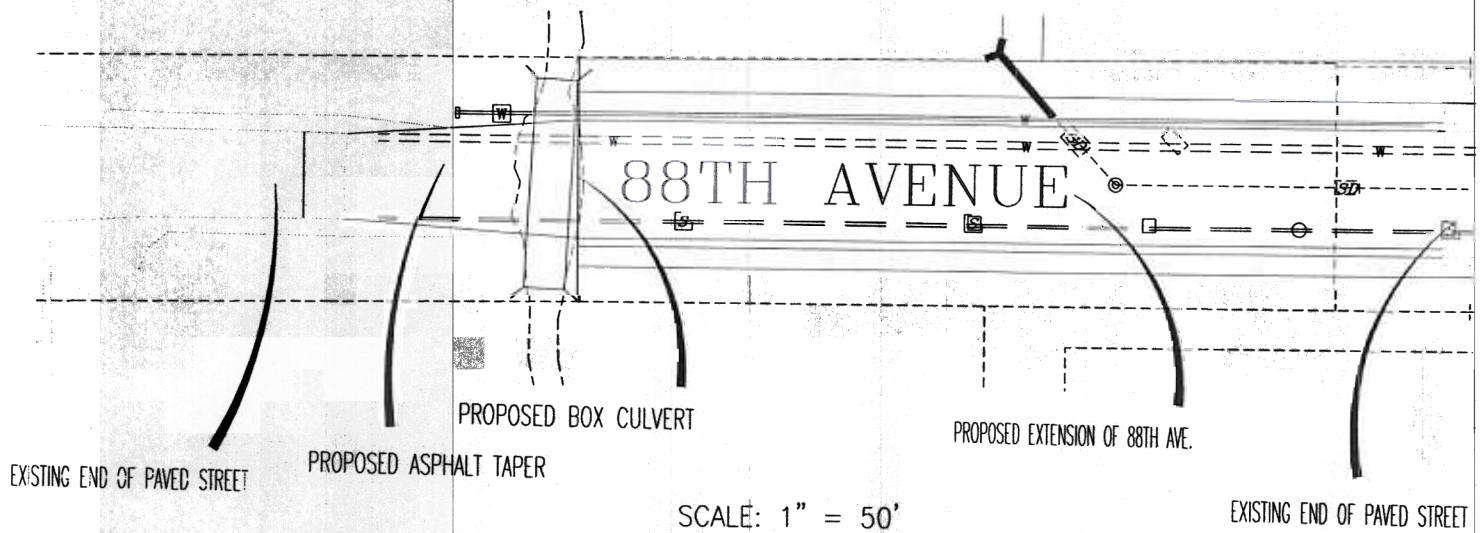 W
W
W
W
W
88TH AVENUE
SD
S
S
PROPOSED BOX CULVERT
PROPOSED EXTENSION OF 88TH AVE.
PROPOSED ASPHALT TAPER
EXISTING END OF PAVED STREET
SCALE: 1" = 50'
EXISTING END OF PAVED STREET